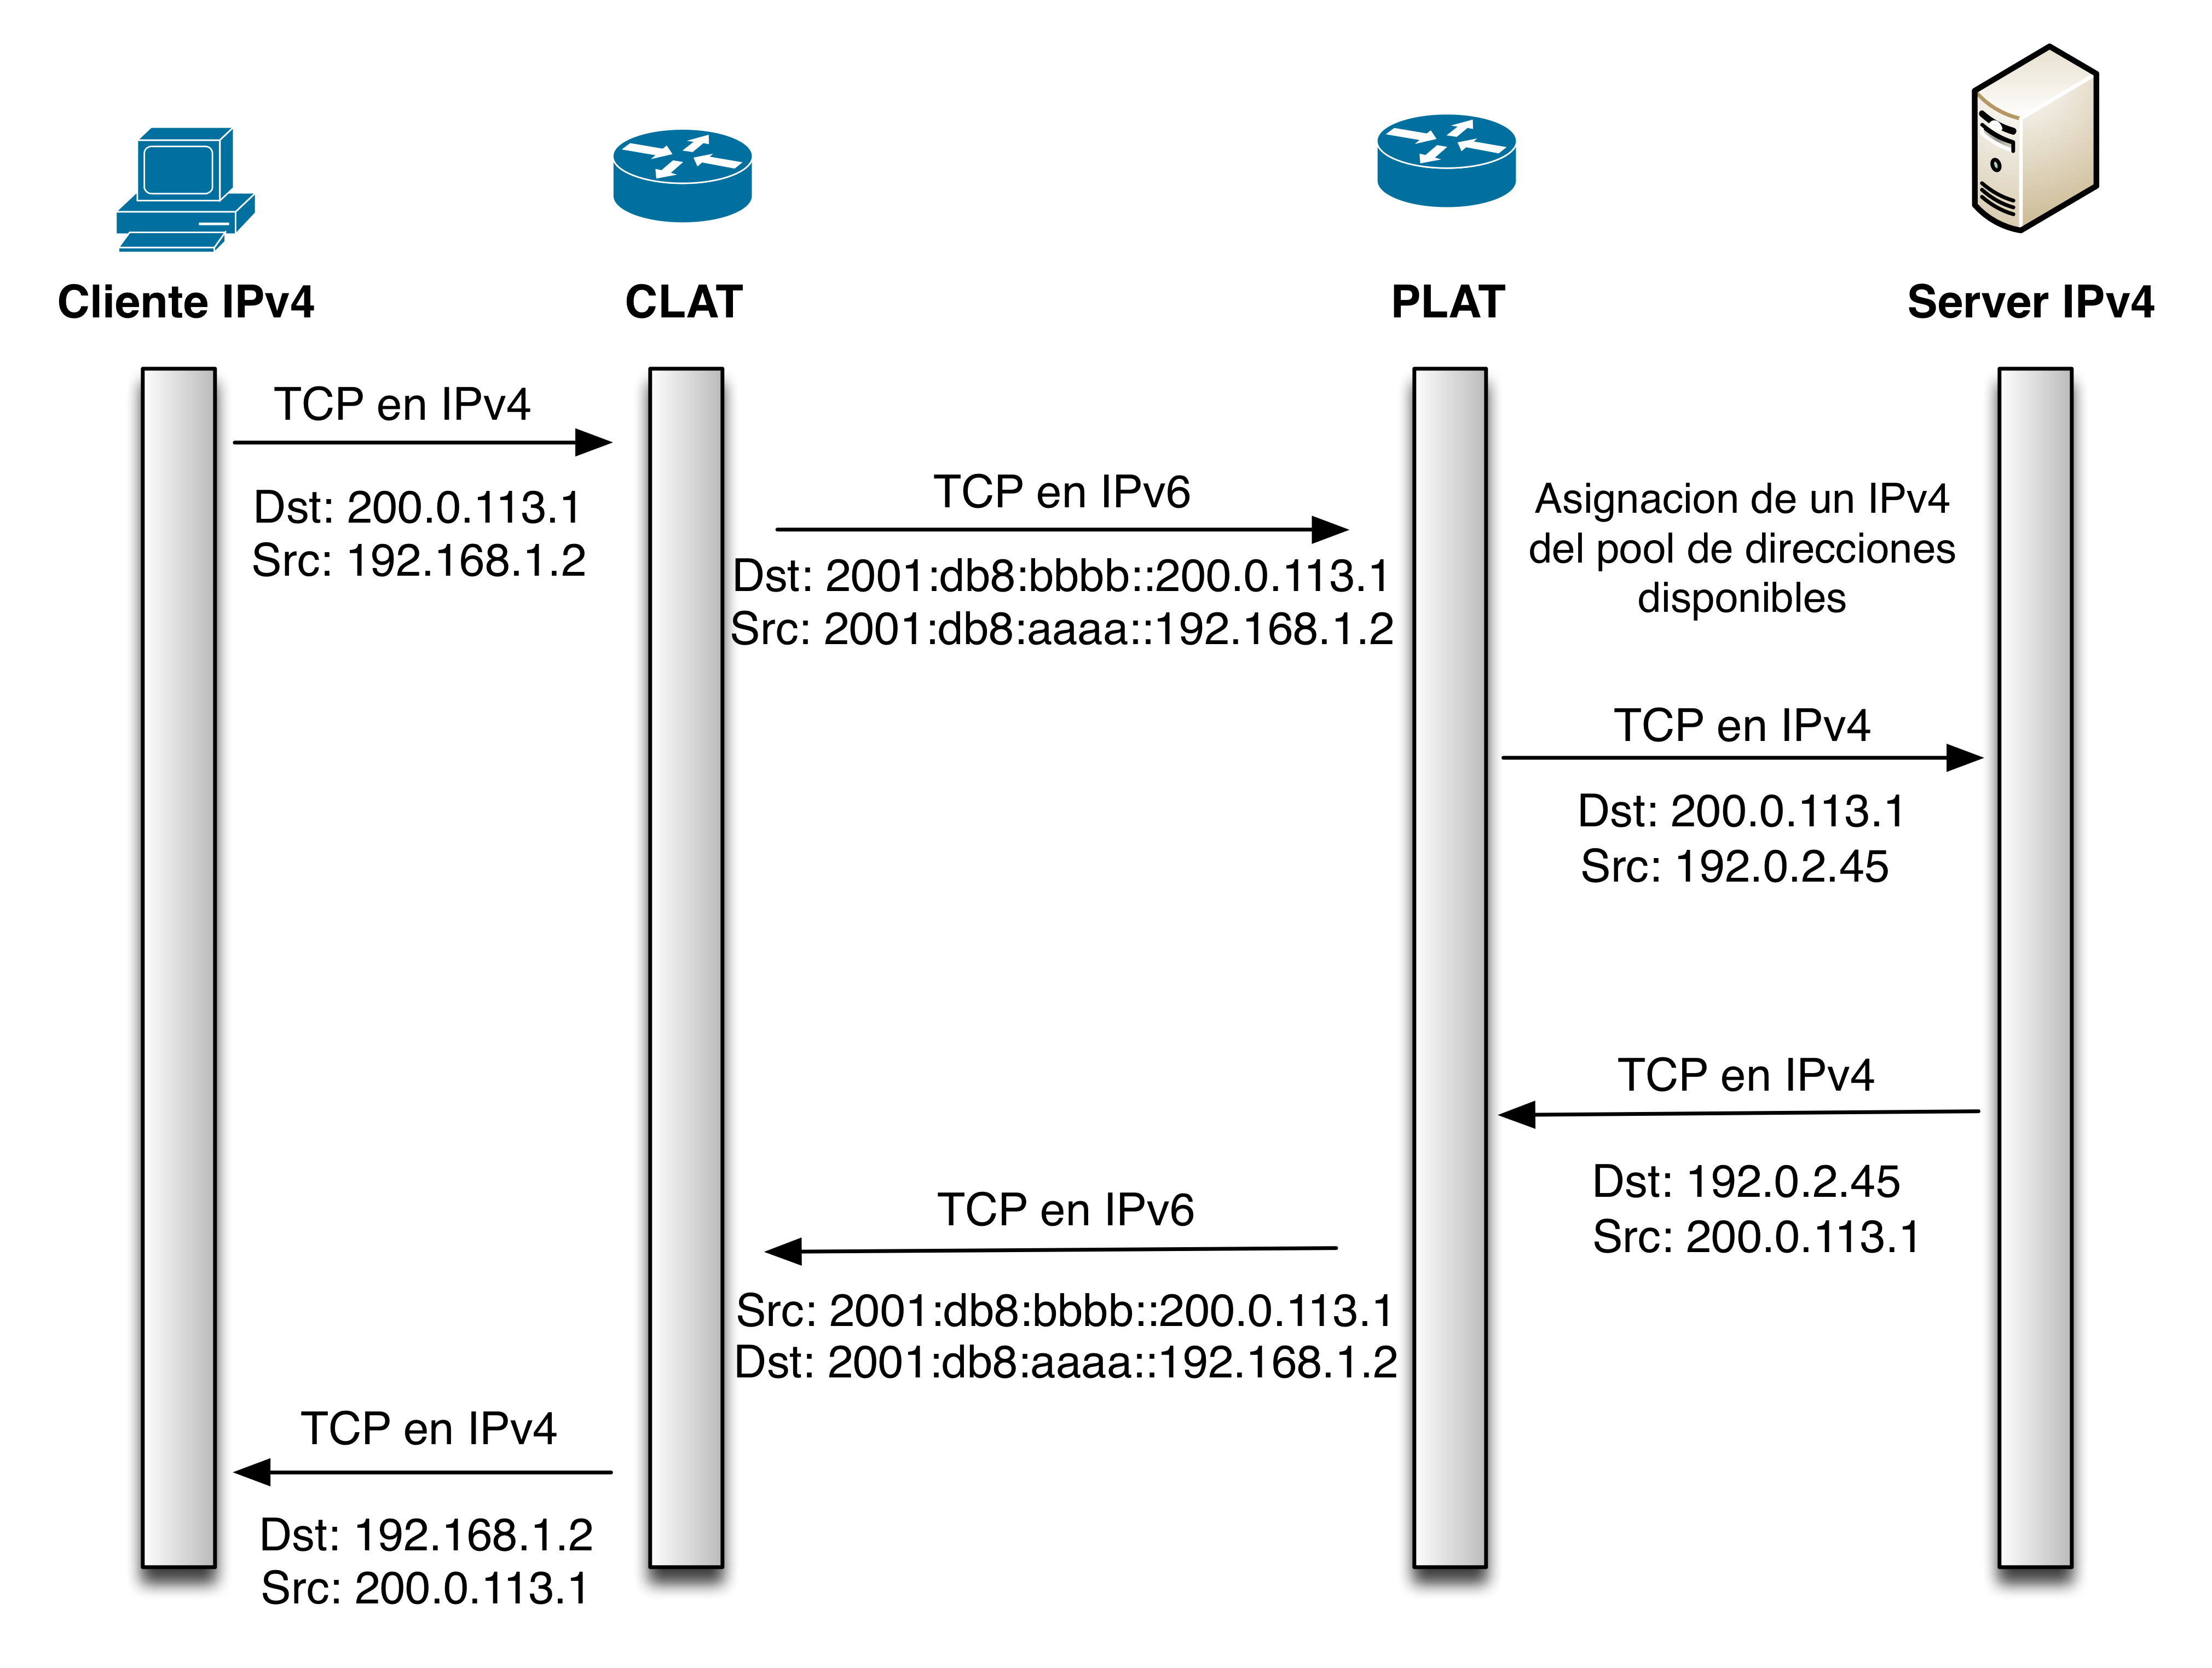 Cliente IPv4
CLAT
PLAT
Server IPv4
TCP en IPv4
Dst: 200.0.113.1
Src: 192.168.1.2
TCP en IPv6
Dst: 2001:db8:bbbb::200.0.113.1
Src: 2001:db8:aaaa::192.168.1.2
Asignacion de un IPv4
del pool de direcciones
disponibles
TCP en IPv4
Dst: 200.0.113.1
Src: 192.0.2.45
TCP en IPv4
Dst: 192.0.2.45
Src: 200.0.113.1
TCP en IPv6
Src: 2001:db8:bbbb::200.0.113.1
Dst: 2001:db8:aaaa::192.168.1.2
TCP en IPv4
Dst: 192.168.1.2
Src: 200.0.113.1